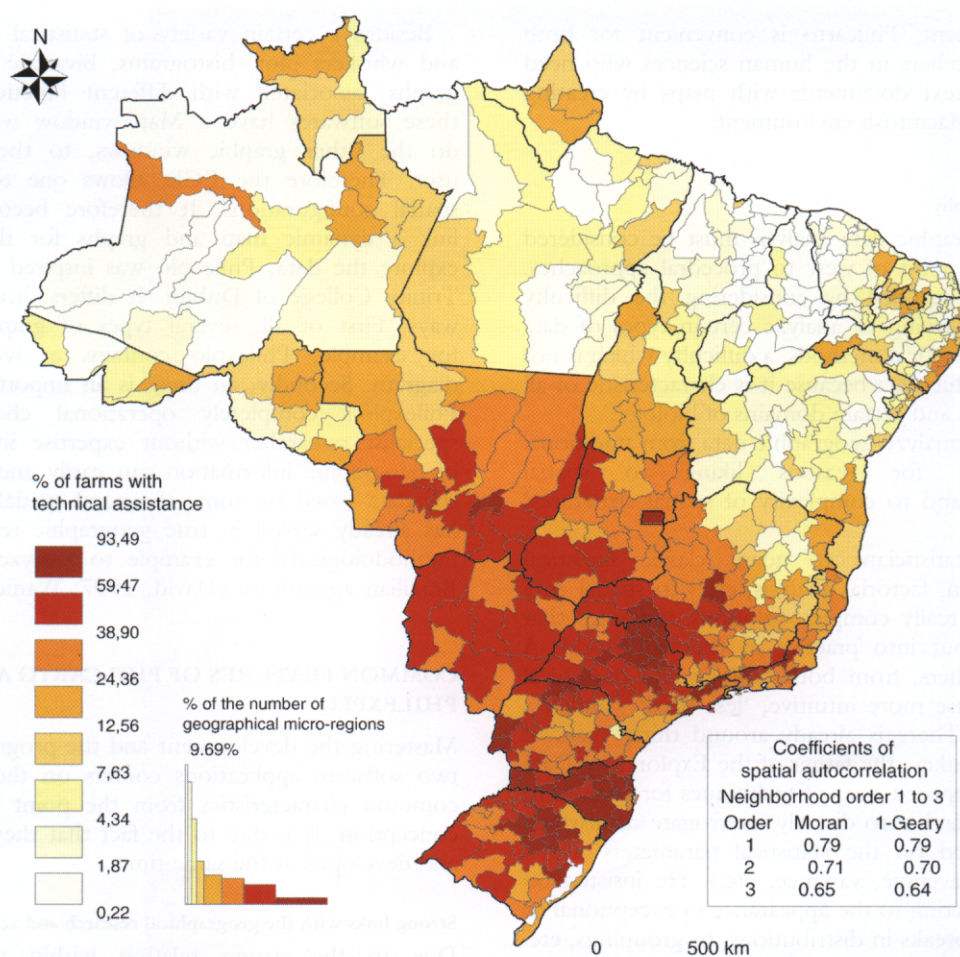 N
% of farms with
technical assistance
93,49
59,47
38,90
24,36
12,56
7,63
4,34
1,87
0,22
% of the number of
geographical micro-regions
9.69%
Coefficients of
spatial autocorrelation
Neighborhood order 1 to 3
Order Moran 1-Geary
1 0.79 0.79
2 0.71 0.70
3 0.65 0.64
0 500 km